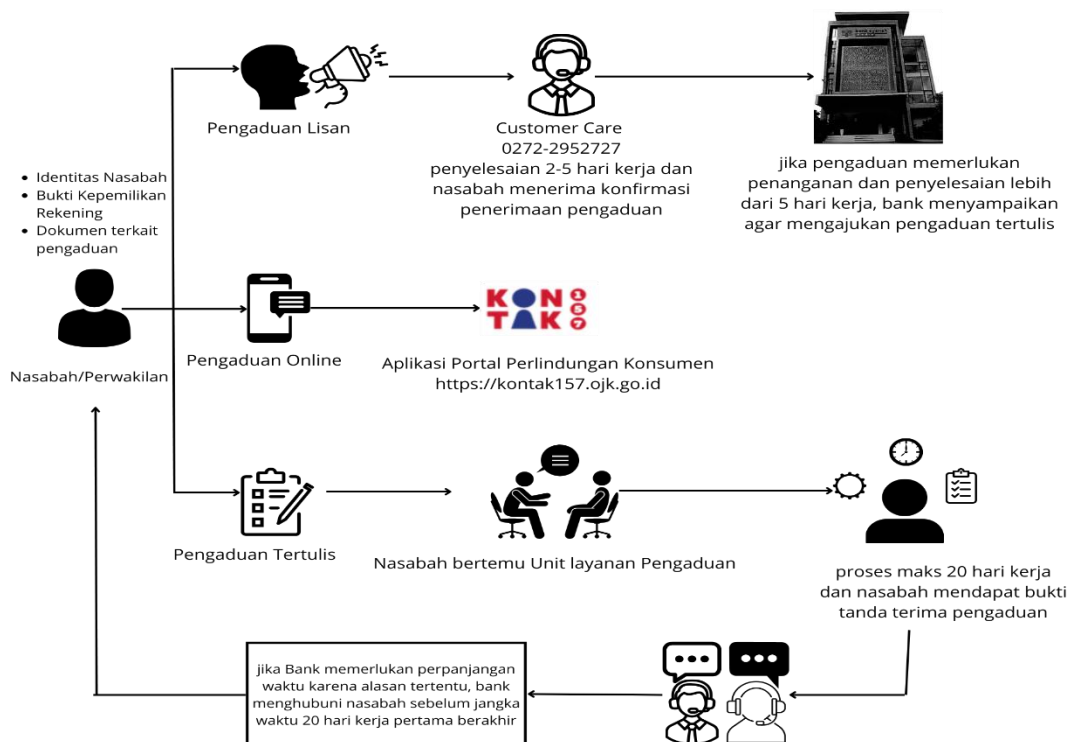 Pengaduan Lisan
Customer Care
0272-2952727
penyelesaian 2-5 hari kerja dan
nasabah menerima konfirmasi
penerimaan pengaduan
jika pengaduan memerlukan
penanganan dan penyelesaian lebih
dari 5 hari kerja, bank menyampaikan
agar mengajukan pengaduan tertulis
• Identitas Nasabah
• Bukti Kepemilikan
Rekening
• Dokumen terkait
pengaduan
Nasabah/Perwakilan
Pengaduan Online
KONTAK 157
Aplikasi Portal Perlindungan Konsumen
https://kontak157.ojk.go.id
Pengaduan Tertulis
Nasabah bertemu Unit layanan Pengaduan
proses maks 20 hari kerja
dan nasabah mendapat bukti
tanda terima pengaduan
jika Bank memerlukan perpanjangan
waktu karena alasan tertentu, bank
menghubuni nasabah sebelum jangka
waktu 20 hari kerja pertama berakhir